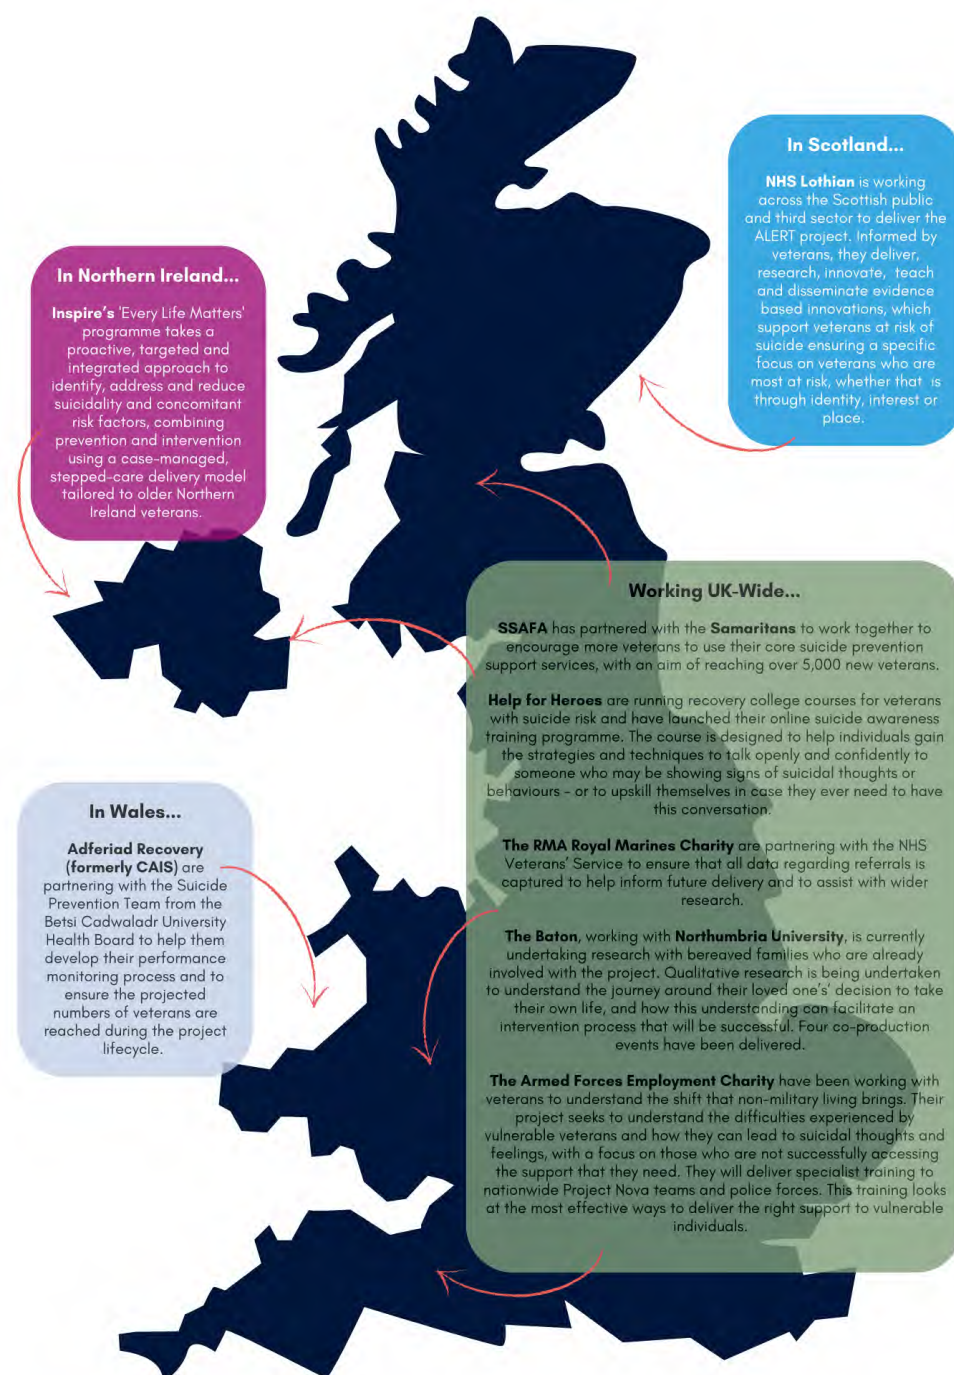 In Scotland...
NHS Lothian is working
across the Scottish public
and third sector to deliver the
ALERT project. Informed by
veterans, they deliver,
research, innovate, teach
and disseminate evidence
based innovations, which
support veterans at risk of
suicide ensuring a specific
focus on veterans who are
most at risk, whether that is
through identity, interest or
place.
In Northern Ireland...
Inspire's 'Every Life Matters'
programme takes a
proactive, targeted and
integrated approach to
identify, address and reduce
suicidality and concomitant
risk factors, combining
prevention and intervention
using a case-managed,
stepped-care delivery model
tailored to older Northern
Ireland veterans.
Working UK-Wide...
SSAFA has partnered with the Samaritans to work together to
encourage more veterans to use their core suicide prevention
support services, with an aim of reaching over 5,000 new veterans.
Help for Heroes are running recovery college courses for veterans
with suicide risk and have launched their online suicide awareness
training programme. The course is designed to help individuals gain
the strategies and techniques to talk openly and confidently to
someone who may be showing signs of suicidal thoughts or
behaviours - or to upskill themselves in case they ever need to have
this conversation.
The RMA Royal Marines Charity are partnering with the NHS
Veterans' Service to ensure that all data regarding referrals is
captured to help inform future delivery and to assist with wider
research.
The Baton, working with Northumbria University, is currently
undertaking research with bereaved families who are already
involved with the project. Qualitative research is being undertaken
to understand the journey around their loved one's' decision to take
their own life, and how this understanding can facilitate an
intervention process that will be successful. Four co-production
events have been delivered.
The Armed Forces Employment Charity have been working with
veterans to understand the shift that non-military living brings. Their
project seeks to understand the difficulties experienced by
vulnerable veterans and how they can lead to suicidal thoughts and
feelings, with a focus on those who are not successfully accessing
the support that they need. They will deliver specialist training to
nationwide Project Nova teams and police forces. This training looks
at the most effective ways to deliver the right support to vulnerable
individuals.
In Wales...
Adferiad Recovery
(formerly CAIS) are
partnering with the Suicide
Prevention Team from the
Betsi Cadwaladr University
Health Board to help them
develop their performance
monitoring process and to
ensure the projected
numbers of veterans are
reached during the project
lifecycle.